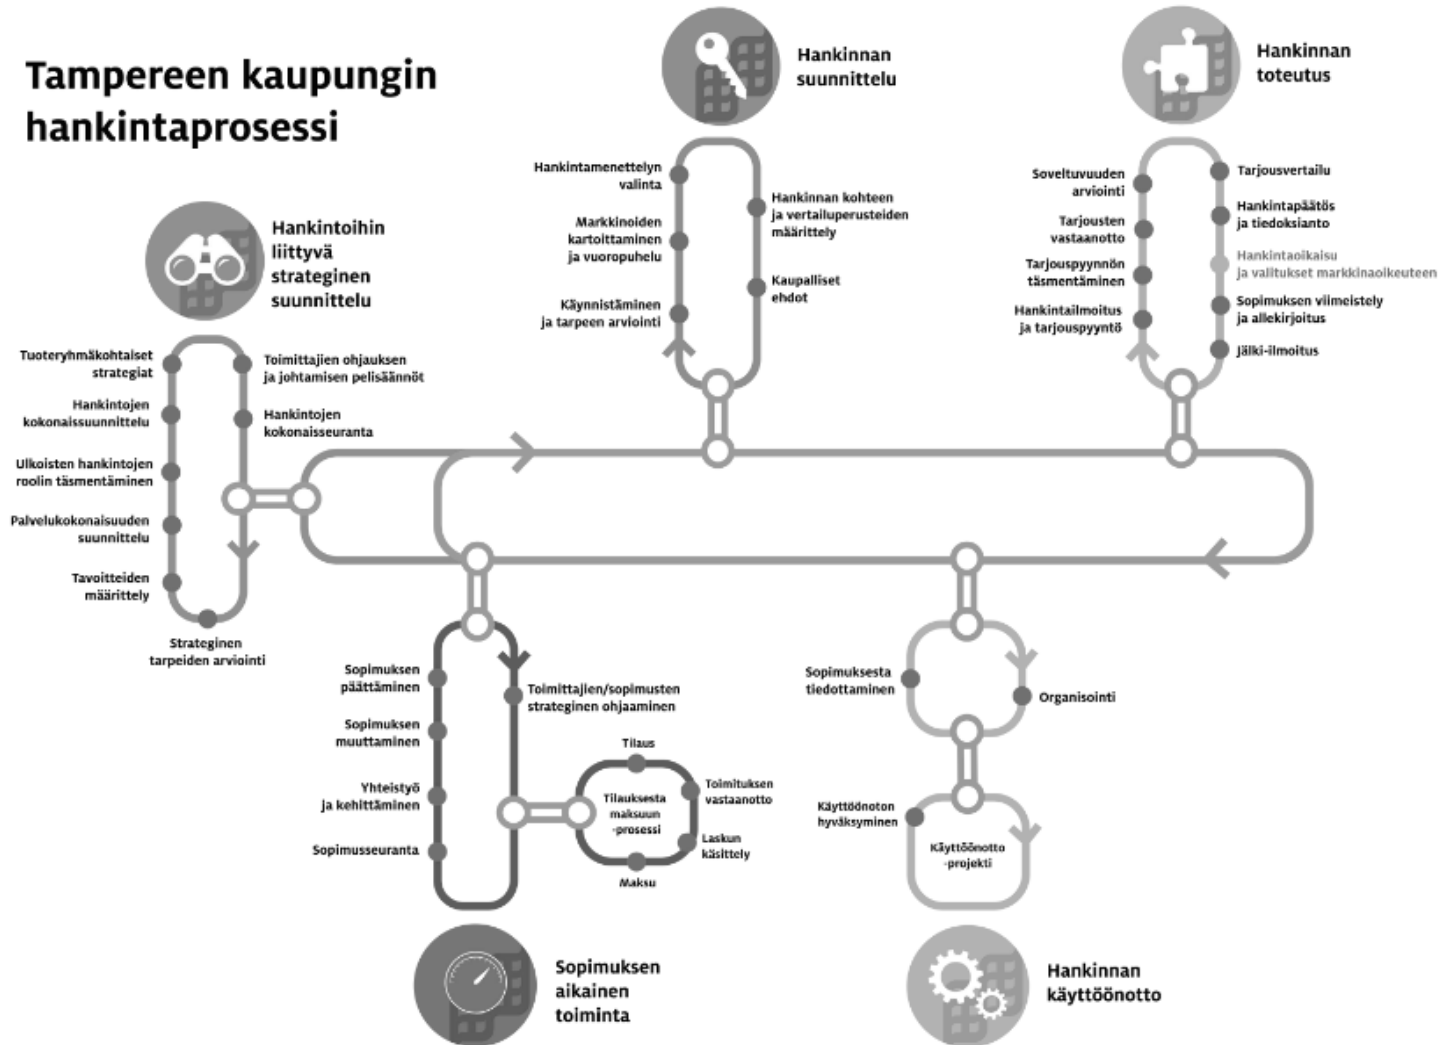 Tampereen kaupungin
hankintaprosessi
Hankintoihin
liittyvä
strateginen
suunnittelu
Tuoteryhmäkohtaiset
strategiat
Hankintojen
kokonaissuunnittelu
Ulkoisten hankintojen
roolin täsmentäminen
Palvelukokonaisuuden
suunnittelu
Tavoitteiden
määrittely
Strateginen
tarpeiden arviointi
Toimittajien ohjauksen
ja johtamisen pelisäännöt
Hankintojen
kokonaisseuranta
Hankinnan
suunnittelu
Hankintamenettelyn
valinta
Markkinoiden
kartoittaminen
ja vuoropuhelu
Käynnistäminen
ja tarpeen arviointi
Hankinnan kohteen
ja vertailuperusteiden
määrittely
Kaupalliset
ehdot
Hankinnan
toteutus
Soveltuvuuden
arviointi
Tarjousten
vastaanotto
Tarjouspyynnön
täsmentäminen
Hankintailmoitus
ja tarjouspyyntö
Tarjousvertailu
Hankintapäätös
ja tiedoksianto
Hankintaoikaisu
ja valitukset markkinaoikeuteen
Sopimuksen viimeistely
ja allekirjoitus
Jälki-ilmoitus
Sopimuksen
päättäminen
Sopimuksen
muuttaminen
Yhteistyö
ja kehittäminen
Sopimusseuranta
Toimittajien/sopimusten
strateginen ohjaaminen
Tilaus
Toimituksen
vastaanotto
Tilauksesta
maksuun
-prosessi
Laskun
käsittely
Maksu
Sopimuksen
aikainen
toiminta
Sopimuksesta
tiedottaminen
Organisointi
Käyttöönoton
hyväksyminen
Käyttöönotto
-projekti
Hankinnan
käyttöönotto